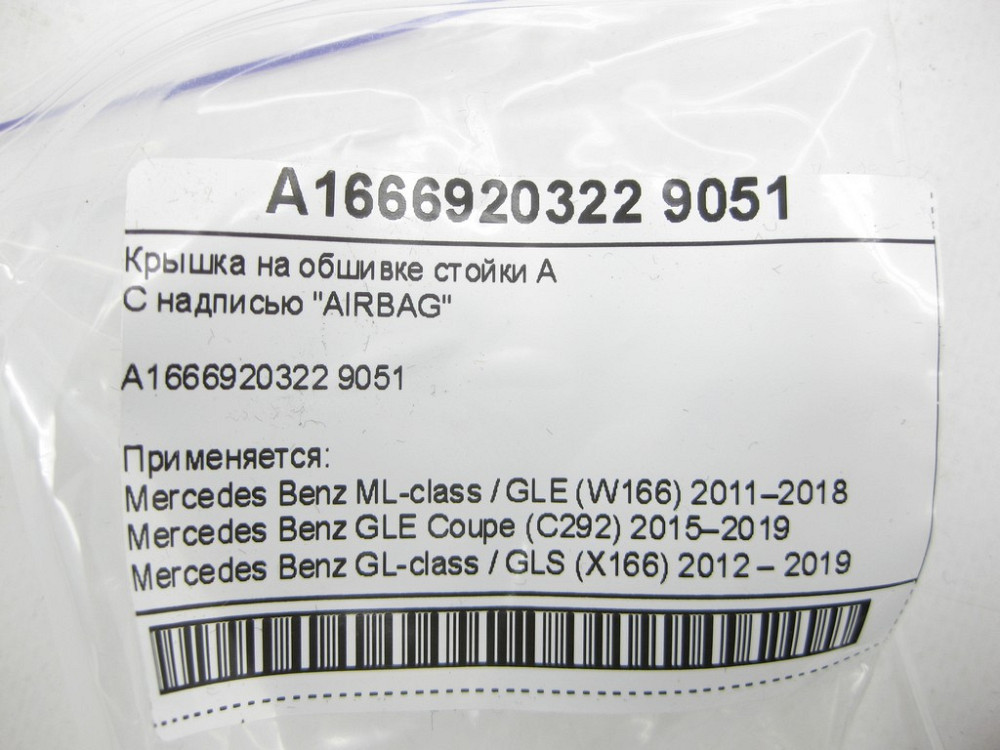 A1666920322 9051
Крышка на обшивке стойки А
С надписью "AIRBAG"
A1666920322 9051
Применяется:
Mercedes Benz ML-class / GLE (W166) 2011–2018
Mercedes Benz GLE Coupe (C292) 2015–2019
Mercedes Benz GL-class / GLS (X166) 2012 – 2019